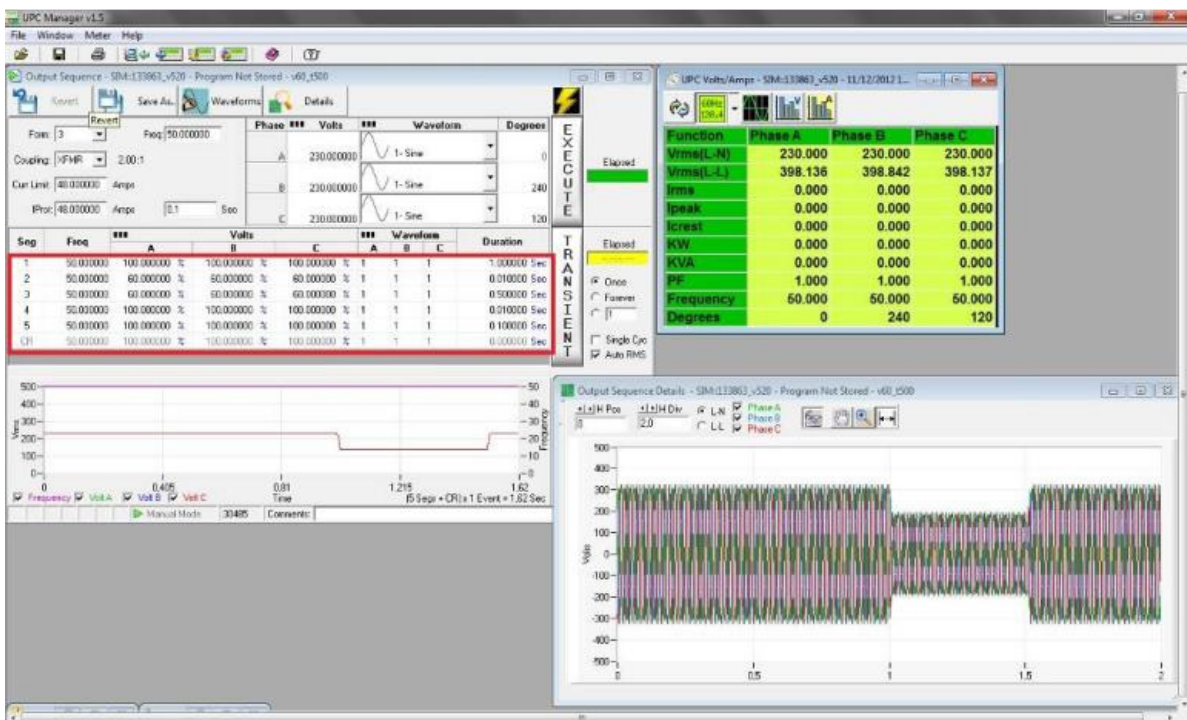 UPC Manager v1.5
File Window Meter Help
Output Sequence - SIM:133863_v520 - Program Not Stored - v60_t500
Revert Save As.. Waveforms Details
Revert
Form: 3 Freq: 50.000000
Coupling: XFMR 2.00:1
Curr Limit: 48.000000 Amps
IProt: 48.000000 Amps 0.1 Sec
Phase Volts Waveform Degrees
A 230.000000 1- Sine 0
B 230.000000 1- Sine 240
C 230.000000 1- Sine 120
EXECUTE
Elapsed
Seg Freq Volts Waveform Duration
A B C A B C
1 50.000000 100.000000 % 100.000000 % 100.000000 % 1 1 1 1.000000 Sec
2 50.000000 60.000000 % 60.000000 % 60.000000 % 1 1 1 0.010000 Sec
3 50.000000 60.000000 % 60.000000 % 60.000000 % 1 1 1 0.500000 Sec
4 50.000000 100.000000 % 100.000000 % 100.000000 % 1 1 1 0.010000 Sec
5 50.000000 100.000000 % 100.000000 % 100.000000 % 1 1 1 0.100000 Sec
CR 50.000000 100.000000 % 100.000000 % 100.000000 % 1 1 1 0.000000 Sec
TRANSIENT
Elapsed
Once
Forever
1
Single Cyc
Auto RMS
500 50
400 40
300 30
200 20
100 10
0 0
Vrms
Frequency
0 0.405 0.81 1.215 1.62
Frequency Volt A Volt B Volt C Time (5 Segs + CR) x 1 Event = 1.62 Sec
Manual Mode 30485 Comments:
UPC Volts/Amps - SIM:133863_v520 - 11/12/2012 1...
60Hz
120.4
Function Phase A Phase B Phase C
Vrms(L-N) 230.000 230.000 230.000
Vrms(L-L) 398.136 398.842 398.137
Irms 0.000 0.000 0.000
Ipeak 0.000 0.000 0.000
Icrest 0.000 0.000 0.000
KW 0.000 0.000 0.000
KVA 0.000 0.000 0.000
PF 1.000 1.000 1.000
Frequency 50.000 50.000 50.000
Degrees 0 240 120
Output Sequence Details - SIM:133863_v520 - Program Not Stored - v60_t500
H Pos H Div L-N Phase A
0 2.0 L-L Phase B
Phase C
500
400
300
200
100
0
-100
-200
-300
-400
-500
Volts
0 0.5 1 1.5 2